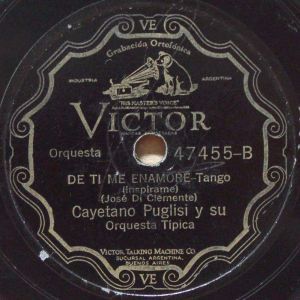 VE
Grabación Ortofónica
INDUSTRIA ARGENTINA
"HIS MASTER'S VOICE"
VICTOR
Orquesta 47455-B
DE TI ME ENAMORÉ-Tango
(Inspírame)
(José Di Clemente)
Cayetano Puglisi y su
Orquesta Típica
VICTOR TALKING MACHINE CO
SUCURSAL ARGENTINA,
BUENOS AIRES
VE